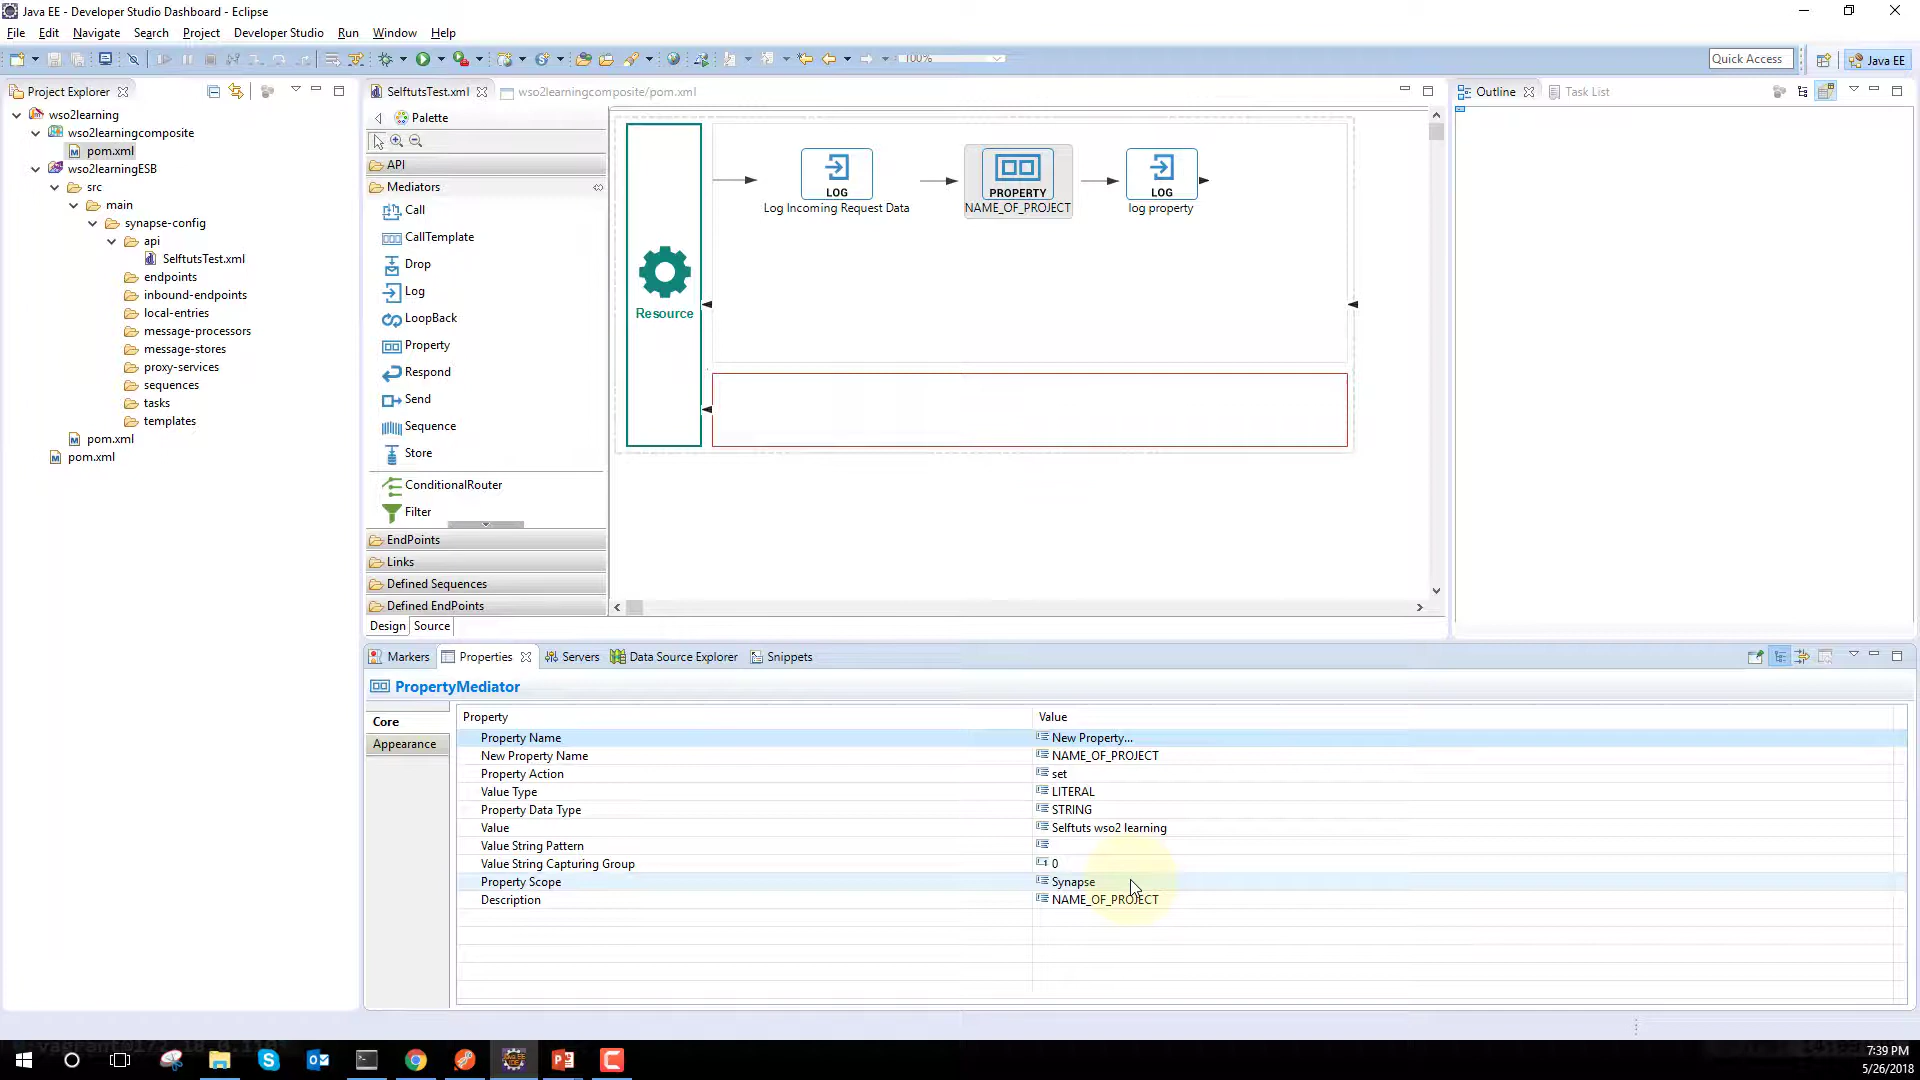 Java EE - Developer Studio Dashboard - Eclipse
File Edit Navigate Search Project Developer Studio Run Window Help
100%
Quick Access
Java EE
Project Explorer
wso2learning
wso2learningcomposite
pom.xml
wso2learningESB
src
main
synapse-config
api
SelftutsTest.xml
endpoints
inbound-endpoints
local-entries
message-processors
message-stores
proxy-services
sequences
tasks
templates
pom.xml
pom.xml
SelftutsTest.xml
wso2learningcomposite/pom.xml
Palette
API
Mediators
Call
CallTemplate
Drop
Log
LoopBack
Property
Respond
Send
Sequence
Store
ConditionalRouter
Filter
EndPoints
Links
Defined Sequences
Defined EndPoints
Design Source
Resource
LOG
Log Incoming Request Data
PROPERTY
NAME_OF_PROJECT
LOG
log property
Outline
Task List
Markers Properties Servers Data Source Explorer Snippets
PropertyMediator
Core
Appearance
Property Value
Property Name New Property...
New Property Name NAME_OF_PROJECT
Property Action set
Value Type LITERAL
Property Data Type STRING
Value Selftuts wso2 learning
Value String Pattern
Value String Capturing Group 0
Property Scope Synapse
Description NAME_OF_PROJECT
7:39 PM
5/26/2018